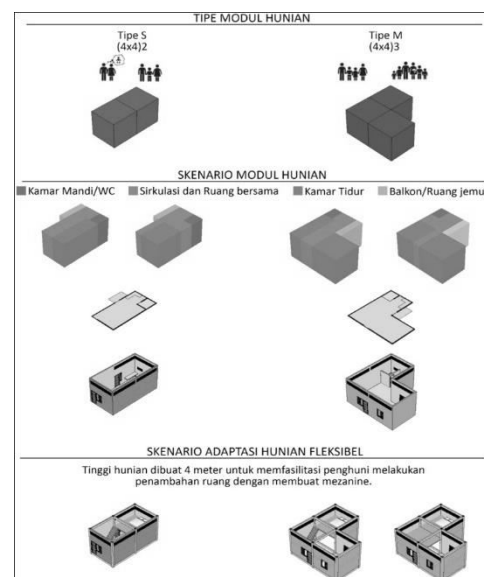 TIPE MODUL HUNIAN
Tipe S
(4x4)2
Tipe M
(4x4)3
SKENARIO MODUL HUNIAN
Kamar Mandi/WC Sirkulasi dan Ruang bersama Kamar Tidur Balkon/Ruang jemu
SKENARIO ADAPTASI HUNIAN FLEKSIBEL
Tinggi hunian dibuat 4 meter untuk memfasilitasi penghuni melakukan
penambahan ruang dengan membuat mezanine.